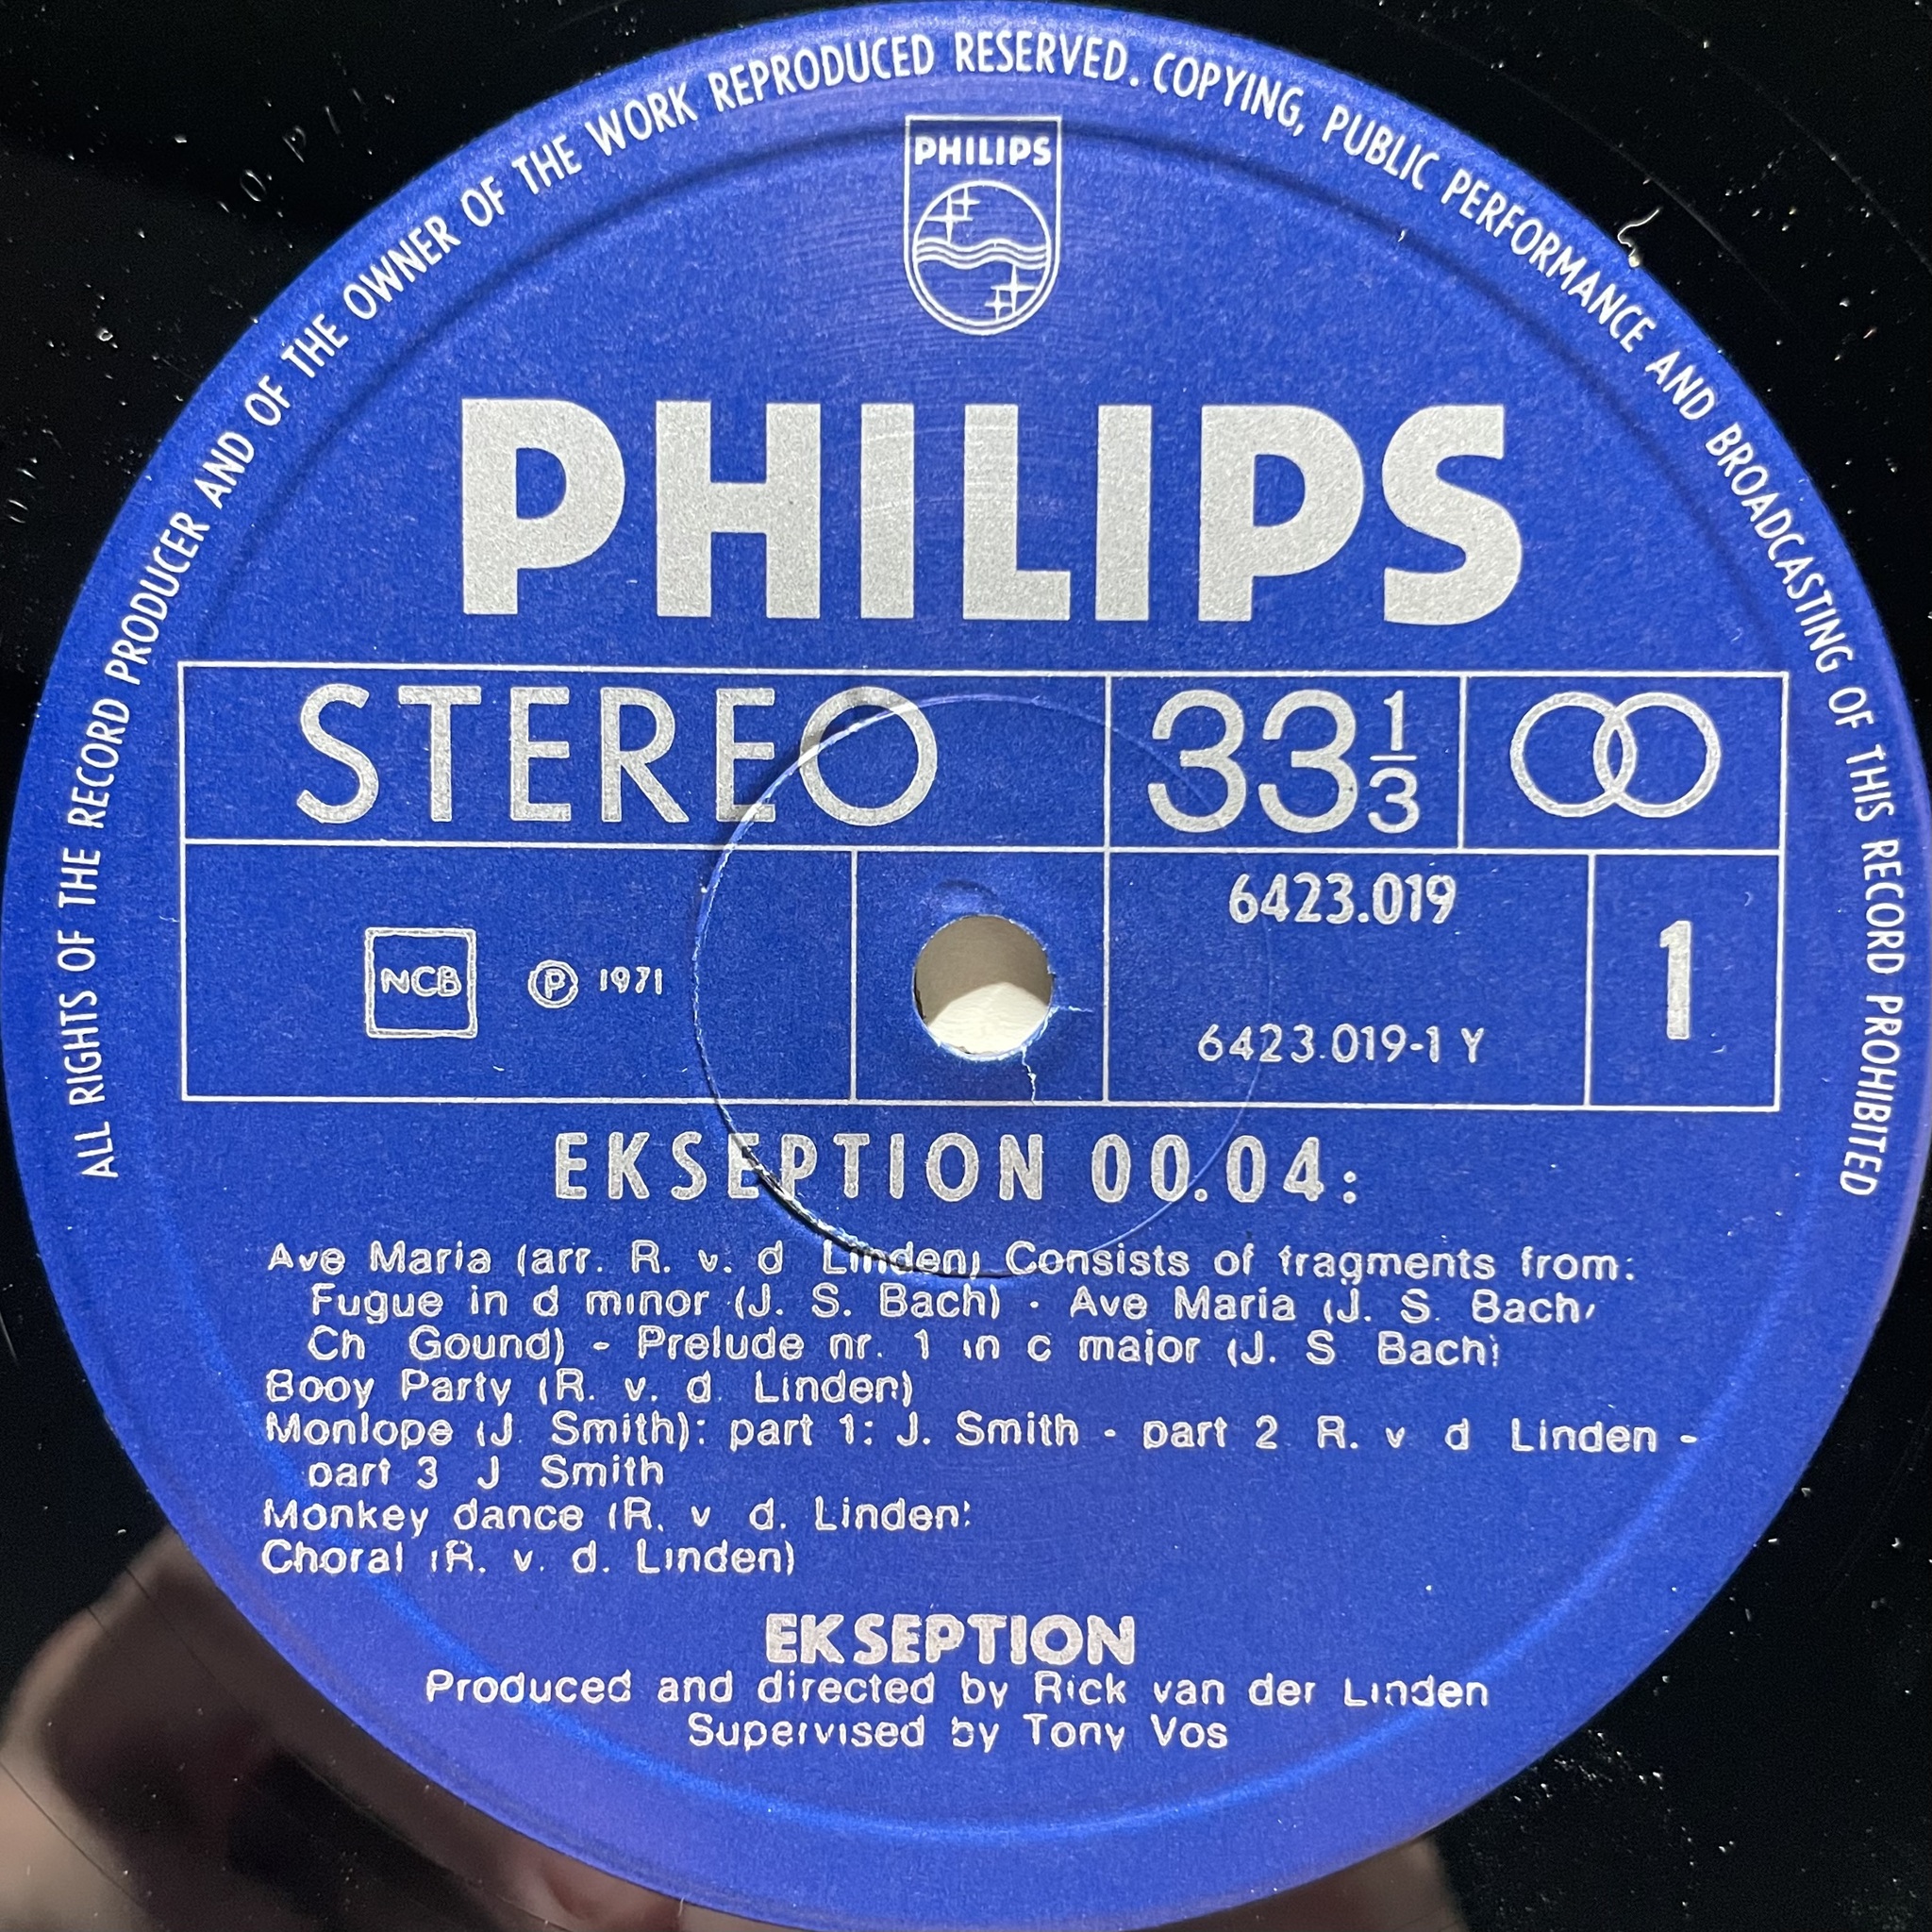 ALL RIGHTS OF THE RECORD PRODUCER AND OF THE OWNER OF THE WORK REPRODUCED RESERVED. COPYING, PUBLIC PERFORMANCE AND BROADCASTING OF THIS RECORD PROHIBITED
PHILIPS
PHILIPS
STEREO 33 1/3
NCB ℗ 1971
6423.019
6423.019-1 Y
1
EKSEPTION 00.04:
Ave Maria (arr. R. v. d Linden) Consists of fragments from:
Fugue in d minor (J. S. Bach) - Ave Maria (J. S. Bach/
Ch Gound) - Prelude nr. 1 in c major (J. S Bach)
Booy Party (R. v. d. Linden)
Monlope (J. Smith): part 1: J. Smith - part 2 R. v d Linden -
part 3 J Smith
Monkey dance (R. v d. Linden)
Choral (R. v. d. Linden)
EKSEPTION
Produced and directed by Rick van der Linden
Supervised by Tony Vos